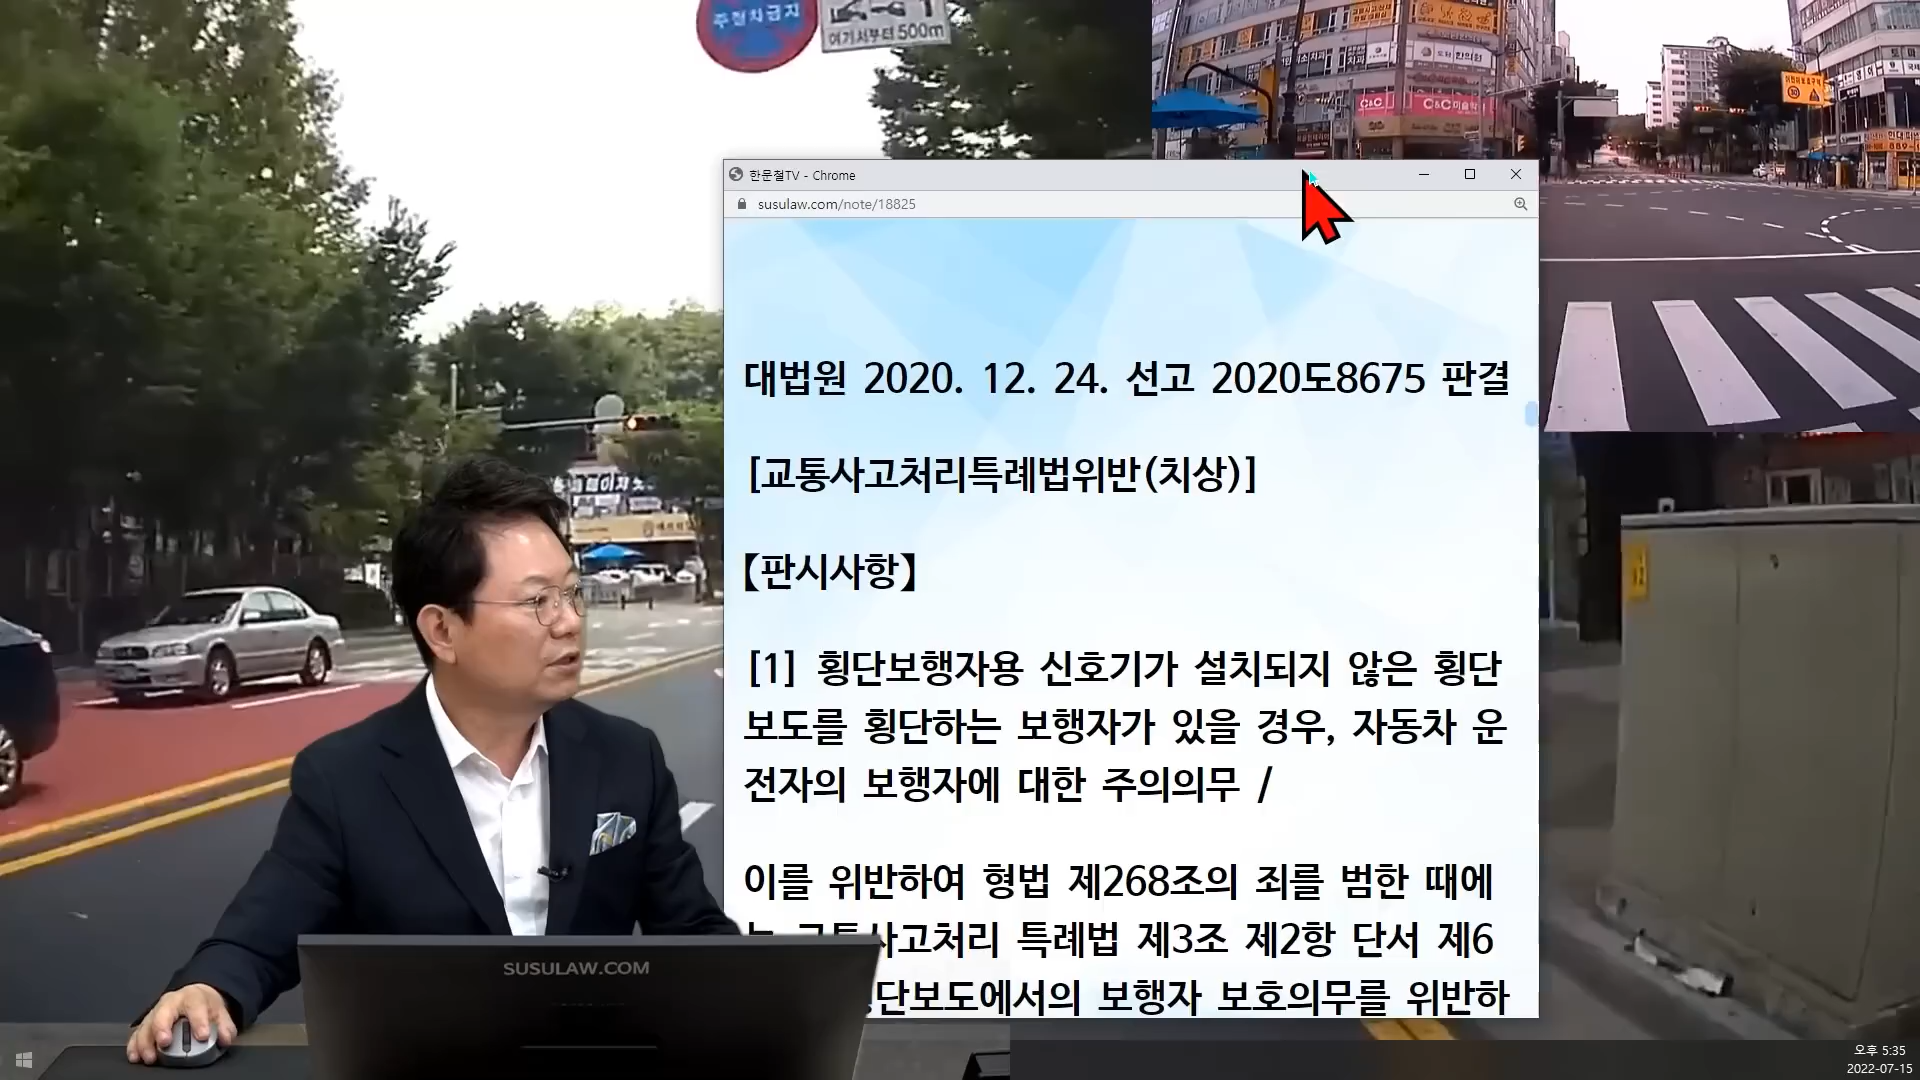 주정차금지
여기서부터 500m
C&C
C&C미술학
도담한의원
한문철TV - Chrome
susulaw.com/note/18825
대법원 2020. 12. 24. 선고 2020도8675 판결
[교통사고처리특례법위반(치상)]
【판시사항】
[1] 횡단보행자용 신호기가 설치되지 않은 횡단
보도를 횡단하는 보행자가 있을 경우, 자동차 운
전자의 보행자에 대한 주의의무 /
이를 위반하여 형법 제268조의 죄를 범한 때에
사고처리 특례법 제3조 제2항 단서 제6
단보도에서의 보행자 보호의무를 위반하
SUSULAW.COM
오후 5:35
2022-07-15